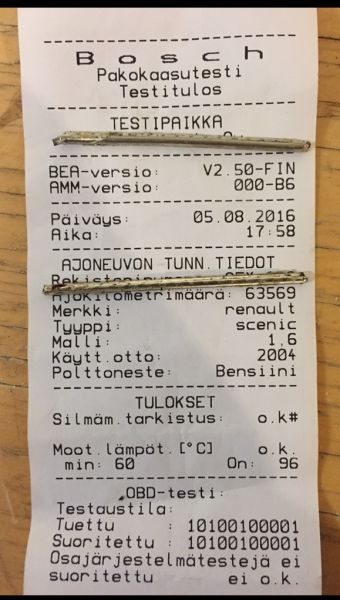 Bosch
Pakokaasutesti
Testitulos
TESTIPAIKKA
BEA-versio: V2.50-FIN
AMM-versio: 000-B6
Päiväys: 05.08.2016
Aika: 17:58
AJONEUVON TUNN.TIEDOT
Ajokilometrimäärä: 63569
Merkki: renault
Tyyppi: scenic
Malli: 1,6
Käytt.otto: 2004
Polttoneste: Bensiini
TULOKSET
Silmäm.tarkistus: o.k#
Moot.lämpöt.[°C] o.k.
min: 60 On: 96
OBD-testi:
Testaustila:
Tuettu : 10100100001
Suoritettu : 10100100001
Osajärjestelmätestejä ei
suoritettu ei o.k.